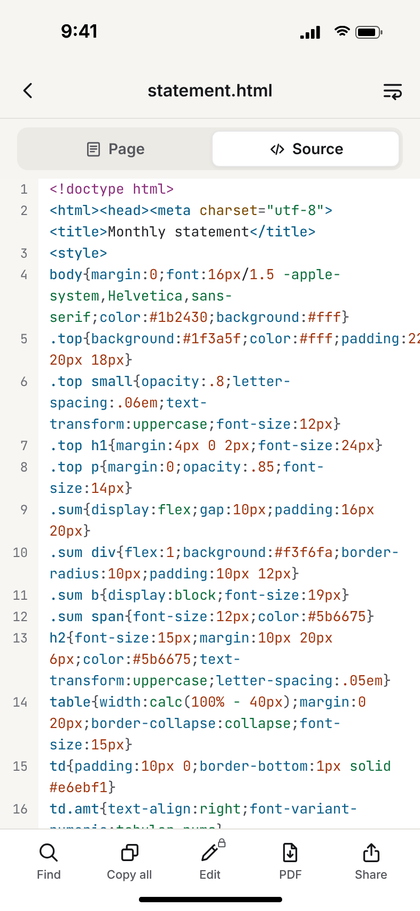 9:41
statement.html
Page
Source
1 <!doctype html>
2 <html><head><meta charset="utf-8">
<title>Monthly statement</title>
3 <style>
4 body{margin:0;font:16px/1.5 -apple-
system,Helvetica,sans-
serif;color:#1b2430;background:#fff}
5 .top{background:#1f3a5f;color:#fff;padding:22
20px 18px}
6 .top small{opacity:.8;letter-
spacing:.06em;text-
transform:uppercase;font-size:12px}
7 .top h1{margin:4px 0 2px;font-size:24px}
8 .top p{margin:0;opacity:.85;font-
size:14px}
9 .sum{display:flex;gap:10px;padding:16px
20px}
10 .sum div{flex:1;background:#f3f6fa;border-
radius:10px;padding:10px 12px}
11 .sum b{display:block;font-size:19px}
12 .sum span{font-size:12px;color:#5b6675}
13 h2{font-size:15px;margin:10px 20px
6px;color:#5b6675;text-
transform:uppercase;letter-spacing:.05em}
14 table{width:calc(100% - 40px);margin:0
20px;border-collapse:collapse;font-
size:15px}
15 td{padding:10px 0;border-bottom:1px solid
#e6ebf1}
16 td.amt{text-align:right;font-variant-
numeric:tabular-nums}
Find
Copy all
Edit
PDF
Share